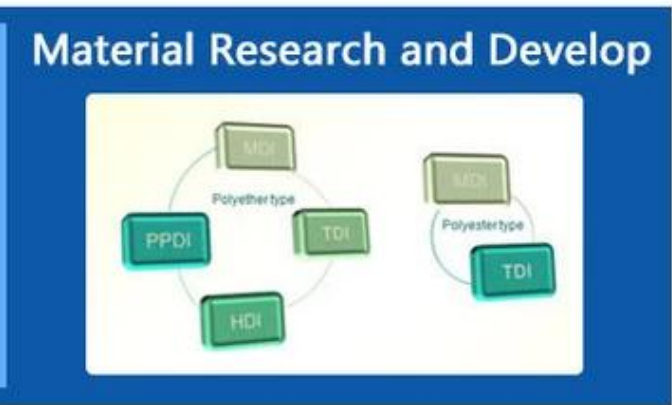 Material Research and Develop
MDI
Polyether type
PPDI
TDI
HDI
MDI
Polyester type
TDI